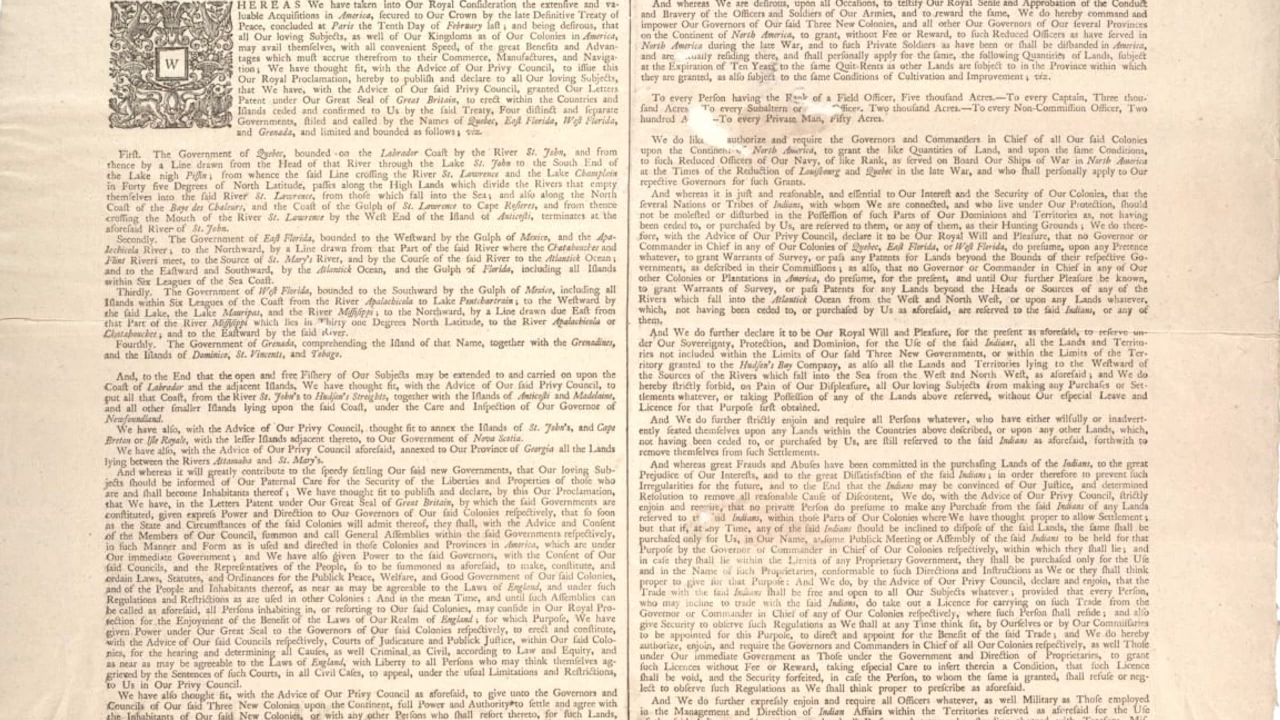 W
HEREAS We have taken into Our Royal Consideration the extensive and va-
luable Acquisitions in America, secured to Our Crown by the late Definitive Treaty of
Peace, concluded at Paris the Tenth Day of February last; and being desirous, that
all Our loving Subjects, as well of Our Kingdoms as of Our Colonies in America,
may avail themselves, with all convenient Speed, of the great Benefits and Advan-
tages which must accrue therefrom to their Commerce, Manufactures, and Naviga-
tion; We have thought fit, with the Advice of Our Privy Council, to issue this
Our Royal Proclamation, hereby to publish and declare to all Our loving Subjects,
that We have, with the Advice of Our said Privy Council, granted Our Letters
Patent under Our Great Seal of Great Britain, to erect within the Countries and
Islands ceded and confirmed to Us by the said Treaty, Four distinct and separate
Governments, stiled and called by the Names of Quebec, East Florida, West Florida,
and Grenada, and limited and bounded as follows; viz.
First. The Government of Quebec, bounded on the Labrador Coast by the River St. John, and from
thence by a Line drawn from the Head of that River through the Lake St. John to the South End of
the Lake nigh Pissin; from whence the said Line crossing the River St. Lawrence and the Lake Champlein
in Forty five Degrees of North Latitude, passes along the High Lands which divide the Rivers that empty
themselves into the said River St. Lawrence, from those which fall into the Sea; and also along the North
Coast of the Baye des Chaleurs, and the Coast of the Gulph of St. Lawrence to Cape Rosieres, and from thence
crossing the Mouth of the River St. Lawrence by the West End of the Island of Anticosti, terminates at the
aforesaid River of St. John.
Secondly. The Government of East Florida, bounded to the Westward by the Gulph of Mexico, and the Apa-
lachicola River; to the Northward, by a Line drawn from that Part of the said River where the Chatahouchee and
Flint Rivers meet, to the Source of St. Mary's River, and by the Course of the said River to the Atlantick Ocean;
and to the Eastward and Southward, by the Atlantick Ocean, and the Gulph of Florida, including all Islands
within Six Leagues of the Sea Coast.
Thirdly. The Government of West Florida, bounded to the Southward by the Gulph of Mexico, including all
Islands within Six Leagues of the Coast from the River Apalachicola to Lake Pontchartrain; to the Westward by
the said Lake, the Lake Mauripas, and the River Mississippi; to the Northward, by a Line drawn due East from
that Part of the River Mississippi which lies in Thirty one Degrees North Latitude, to the River Apalachicola or
Chatahouchee; and to the Eastward by the said River.
Fourthly. The Government of Grenada, comprehending the Island of that Name, together with the Grenadines,
and the Islands of Dominico, St. Vincents, and Tobago.
And, to the End that the open and free Fishery of Our Subjects may be extended to and carried on upon the
Coast of Labrador and the adjacent Islands, We have thought fit, with the Advice of Our said Privy Council, to
put all that Coast, from the River St. John's to Hudson's Streights, together with the Islands of Anticosti and Madelaine,
and all other smaller Islands lying upon the said Coast, under the Care and Inspection of Our Governor of
Newfoundland.
We have also, with the Advice of Our Privy Council, thought fit to annex the Islands of St. John's, and Cape
Breton or Isle Royale, with the lesser Islands adjacent thereto, to Our Government of Nova Scotia.
We have also, with the Advice of Our Privy Council aforesaid, annexed to Our Province of Georgia all the Lands
lying between the Rivers Attamaha and St. Mary's.
And whereas it will greatly contribute to the speedy settling Our said new Governments, that Our loving Sub-
jects should be informed of Our Paternal Care for the Security of the Liberties and Properties of those who
are and shall become Inhabitants thereof; We have thought fit to publish and declare, by this Our Proclamation,
that We have, in the Letters Patent under Our Great Seal of Great Britain, by which the said Governments are
constituted, given express Power and Direction to Our Governors of Our said Colonies respectively, that so soon
as the State and Circumstances of the said Colonies will admit thereof, they shall, with the Advice and Consent
of the Members of Our Council, summon and call General Assemblies within the said Governments respectively,
in such Manner and Form as is used and directed in those Colonies and Provinces in America, which are under
Our immediate Government; and We have also given Power to the said Governors, with the Consent of Our
said Councils, and the Representatives of the People, so to be summoned as aforesaid, to make, constitute, and
ordain Laws, Statutes, and Ordinances for the Publick Peace, Welfare, and Good Government of Our said Colonies,
and of the People and Inhabitants thereof, as near as may be agreeable to the Laws of England, and under such
Regulations and Restrictions as are used in other Colonies: And in the mean Time, and until such Assemblies can
be called as aforesaid, all Persons inhabiting in, or resorting to Our said Colonies, may confide in Our Royal Pro-
tection for the Enjoyment of the Benefit of the Laws of Our Realm of England; for which Purpose, We have
given Power under Our Great Seal to the Governors of Our said Colonies respectively, to erect and constitute,
with the Advice of Our said Councils respectively, Courts of Judicature and Publick Justice, within Our said Colo-
nies, for the hearing and determining all Causes, as well Criminal as Civil, according to Law and Equity, and
as near as may be agreeable to the Laws of England, with Liberty to all Persons who may think themselves ag-
grieved by the Sentences of such Courts, in all Civil Cases, to appeal, under the usual Limitations and Restrictions,
to Us in Our Privy Council.
We have also thought fit, with the Advice of Our Privy Council as aforesaid, to give unto the Governors and
Councils of Our said Three New Colonies upon the Continent, full Power and Authority to settle and agree with
the Inhabitants of Our said New Colonies, or with any other Persons who shall resort thereto, for such Lands,
And whereas We are desirous, upon all Occasions, to testify Our Royal Sense and Approbation of the Conduct
and Bravery of the Officers and Soldiers of Our Armies, and to reward the same, We do hereby command and
impower Our Governors of Our said Three New Colonies, and all other Our Governors of Our several Provinces
on the Continent of North America, to grant, without Fee or Reward, to such Reduced Officers as have served in
North America during the late War, and to such Private Soldiers as have been or shall be disbanded in America,
and are ually residing there, and shall personally apply for the same, the following Quantities of Lands, subject
at the Expiration of Ten Years to the same Quit-Rents as other Lands are subject to in the Province within which
they are granted, as also subject to the same Conditions of Cultivation and Improvement; viz.
To every Person having the Rank of a Field Officer, Five thousand Acres.—To every Captain, Three thou-
sand Acres. To every Subaltern or fficer, Two thousand Acres.—To every Non-Commission Officer, Two
hundred A —To every Private Man, Fifty Acres.
We do like authorize and require the Governors and Commanders in Chief of all Our said Colonies
upon the Continent of North America, to grant the like Quantities of Land, and upon the same Conditions,
to such Reduced Officers of Our Navy, of like Rank, as served on Board Our Ships of War in North America
at the Times of the Reduction of Louisbourg and Quebec in the late War, and who shall personally apply to Our
respective Governors for such Grants.
And whereas it is just and reasonable, and essential to Our Interest and the Security of Our Colonies, that the
several Nations or Tribes of Indians, with whom We are connected, and who live under Our Protection, should
not be molested or disturbed in the Possession of such Parts of Our Dominions and Territories as, not having
been ceded to, or purchased by Us, are reserved to them, or any of them, as their Hunting Grounds; We do there-
fore, with the Advice of Our Privy Council, declare it to be Our Royal Will and Pleasure, that no Governor or
Commander in Chief in any of Our Colonies of Quebec, East Florida, or West Florida, do presume, upon any Pretence
whatever, to grant Warrants of Survey, or pass any Patents for Lands beyond the Bounds of their respective Go-
vernments, as described in their Commissions; as also, that no Governor or Commander in Chief in any of Our
other Colonies or Plantations in America, do presume, for the present, and until Our further Pleasure be known,
to grant Warrants of Survey, or pass Patents for any Lands beyond the Heads or Sources of any of the
Rivers which fall into the Atlantick Ocean from the West and North West, or upon any Lands whatever,
which, not having been ceded to, or purchased by Us as aforesaid, are reserved to the said Indians, or any of
them.
And We do further declare it to be Our Royal Will and Pleasure, for the present as aforesaid, to reserve un-
der Our Sovereignty, Protection, and Dominion, for the Use of the said Indians, all the Lands and Territo-
ries not included within the Limits of Our said Three New Governments, or within the Limits of the Ter-
ritory granted to the Hudson's Bay Company, as also all the Lands and Territories lying to the Westward of
the Sources of the Rivers which fall into the Sea from the West and North West, as aforesaid; and We do
hereby strictly forbid, on Pain of Our Displeasure, all Our loving Subjects from making any Purchases or Set-
tlements whatever, or taking Possession of any of the Lands above reserved, without Our especial Leave and
Licence for that Purpose first obtained.
And We do further strictly enjoin and require all Persons whatever, who have either wilfully or inadvert-
ently seated themselves upon any Lands within the Countries above described, or upon any other Lands, which,
not having been ceded to, or purchased by Us, are still reserved to the said Indians as aforesaid, forthwith to
remove themselves from such Settlements.
And whereas great Frauds and Abuses have been committed in the purchasing Lands of the Indians, to the great
Prejudice of Our Interests, and to the great Dissatisfaction of the said Indians; in order therefore to prevent such
Irregularities for the future, and to the End that the Indians may be convinced of Our Justice, and determined
Resolution to remove all reasonable Cause of Discontent, We do, with the Advice of Our Privy Council, strictly
enjoin and require, that no private Person do presume to make any Purchase from the said Indians of any Lands
reserved to the said Indians, within those Parts of Our Colonies where We have thought proper to allow Settlement;
but that if, at any Time, any of the said Indians should be inclined to dispose of the said Lands, the same shall be
purchased only for Us, in Our Name, at some Publick Meeting or Assembly of the said Indians to be held for that
Purpose by the Governor or Commander in Chief of Our Colonies respectively, within which they shall lie; and
in case they shall lie within the Limits of any Proprietary Government, they shall be purchased only for the Use
and in the Name of such Proprietaries, conformable to such Directions and Instructions as We or they shall think
proper to give for that Purpose: And We do, by the Advice of Our Privy Council, declare and enjoin, that the
Trade with the said Indians shall be free and open to all Our Subjects whatever; provided that every Person,
who may incline to trade with the said Indians, do take out a Licence for carrying on such Trade from the
Governor or Commander in Chief of any of Our Colonies respectively, where such Person shall reside; and also
give Security to observe such Regulations as We shall at any Time think fit, by Ourselves or by Our Commissaries
to be appointed for this Purpose, to direct and appoint for the Benefit of the said Trade; and We do hereby
authorize, enjoin, and require the Governors and Commanders in Chief of all Our Colonies respectively, as well Those
under Our immediate Government as Those under the Government and Direction of Proprietaries, to grant
such Licences without Fee or Reward, taking especial Care to insert therein a Condition, that such Licence
shall be void, and the Security forfeited, in case the Person, to whom the same is granted, shall refuse or neg-
lect to observe such Regulations as We shall think proper to prescribe as aforesaid.
And We do further expressly enjoin and require all Officers whatever, as well Military as Those employed
in the Management and Direction of Indian Affairs within the Territories reserved as aforesaid for the Use